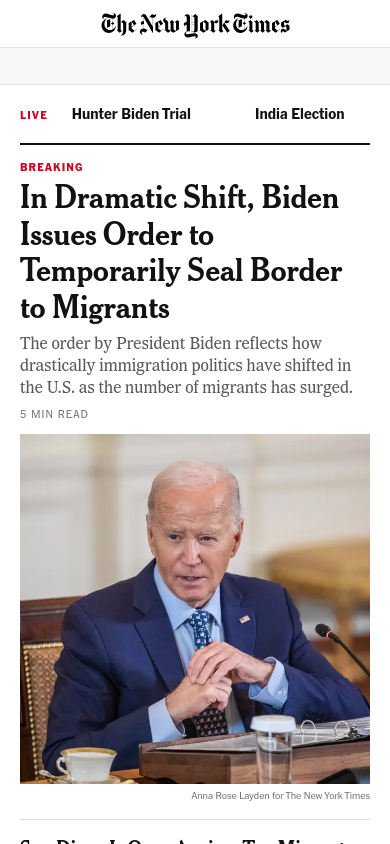 The New York Times
LIVE Hunter Biden Trial India Election
BREAKING
In Dramatic Shift, Biden
Issues Order to
Temporarily Seal Border
to Migrants
The order by President Biden reflects how
drastically immigration politics have shifted in
the U.S. as the number of migrants has surged.
5 MIN READ
Anna Rose Layden for The New York Times